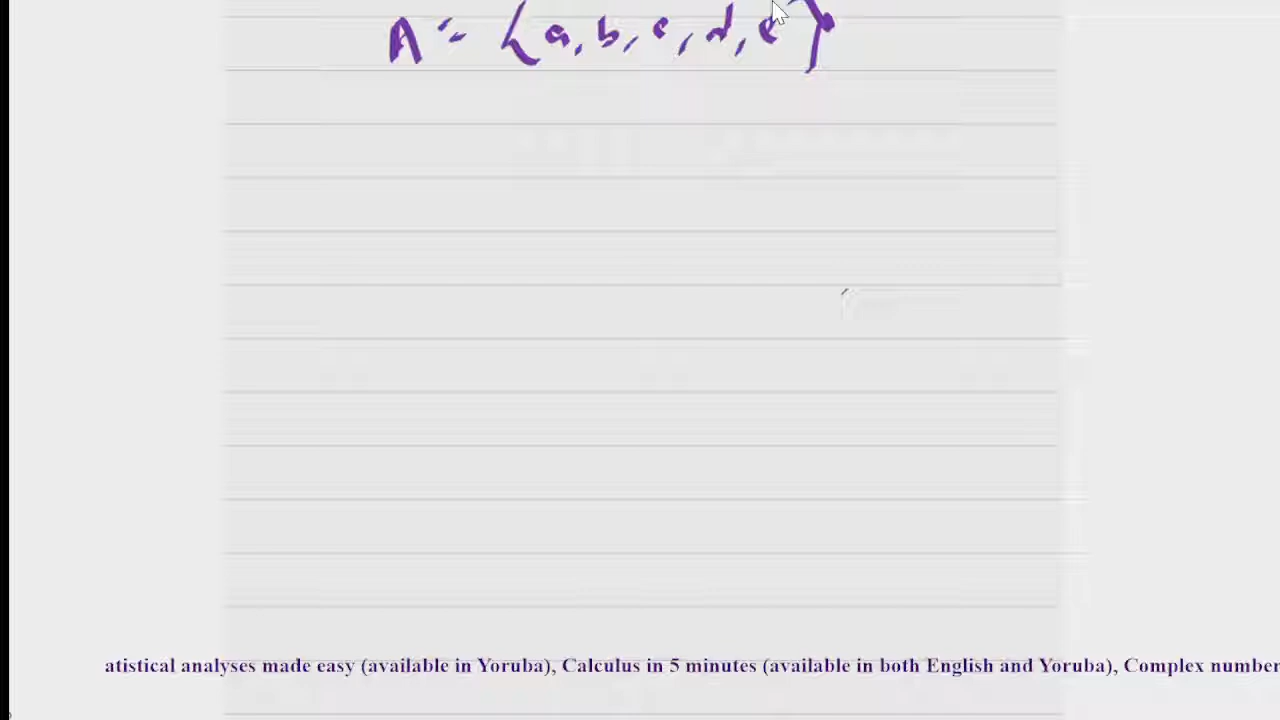 A = {a, b, c, d, e}
atistical analyses made easy (available in Yoruba), Calculus in 5 minutes (available in both English and Yoruba), Complex number